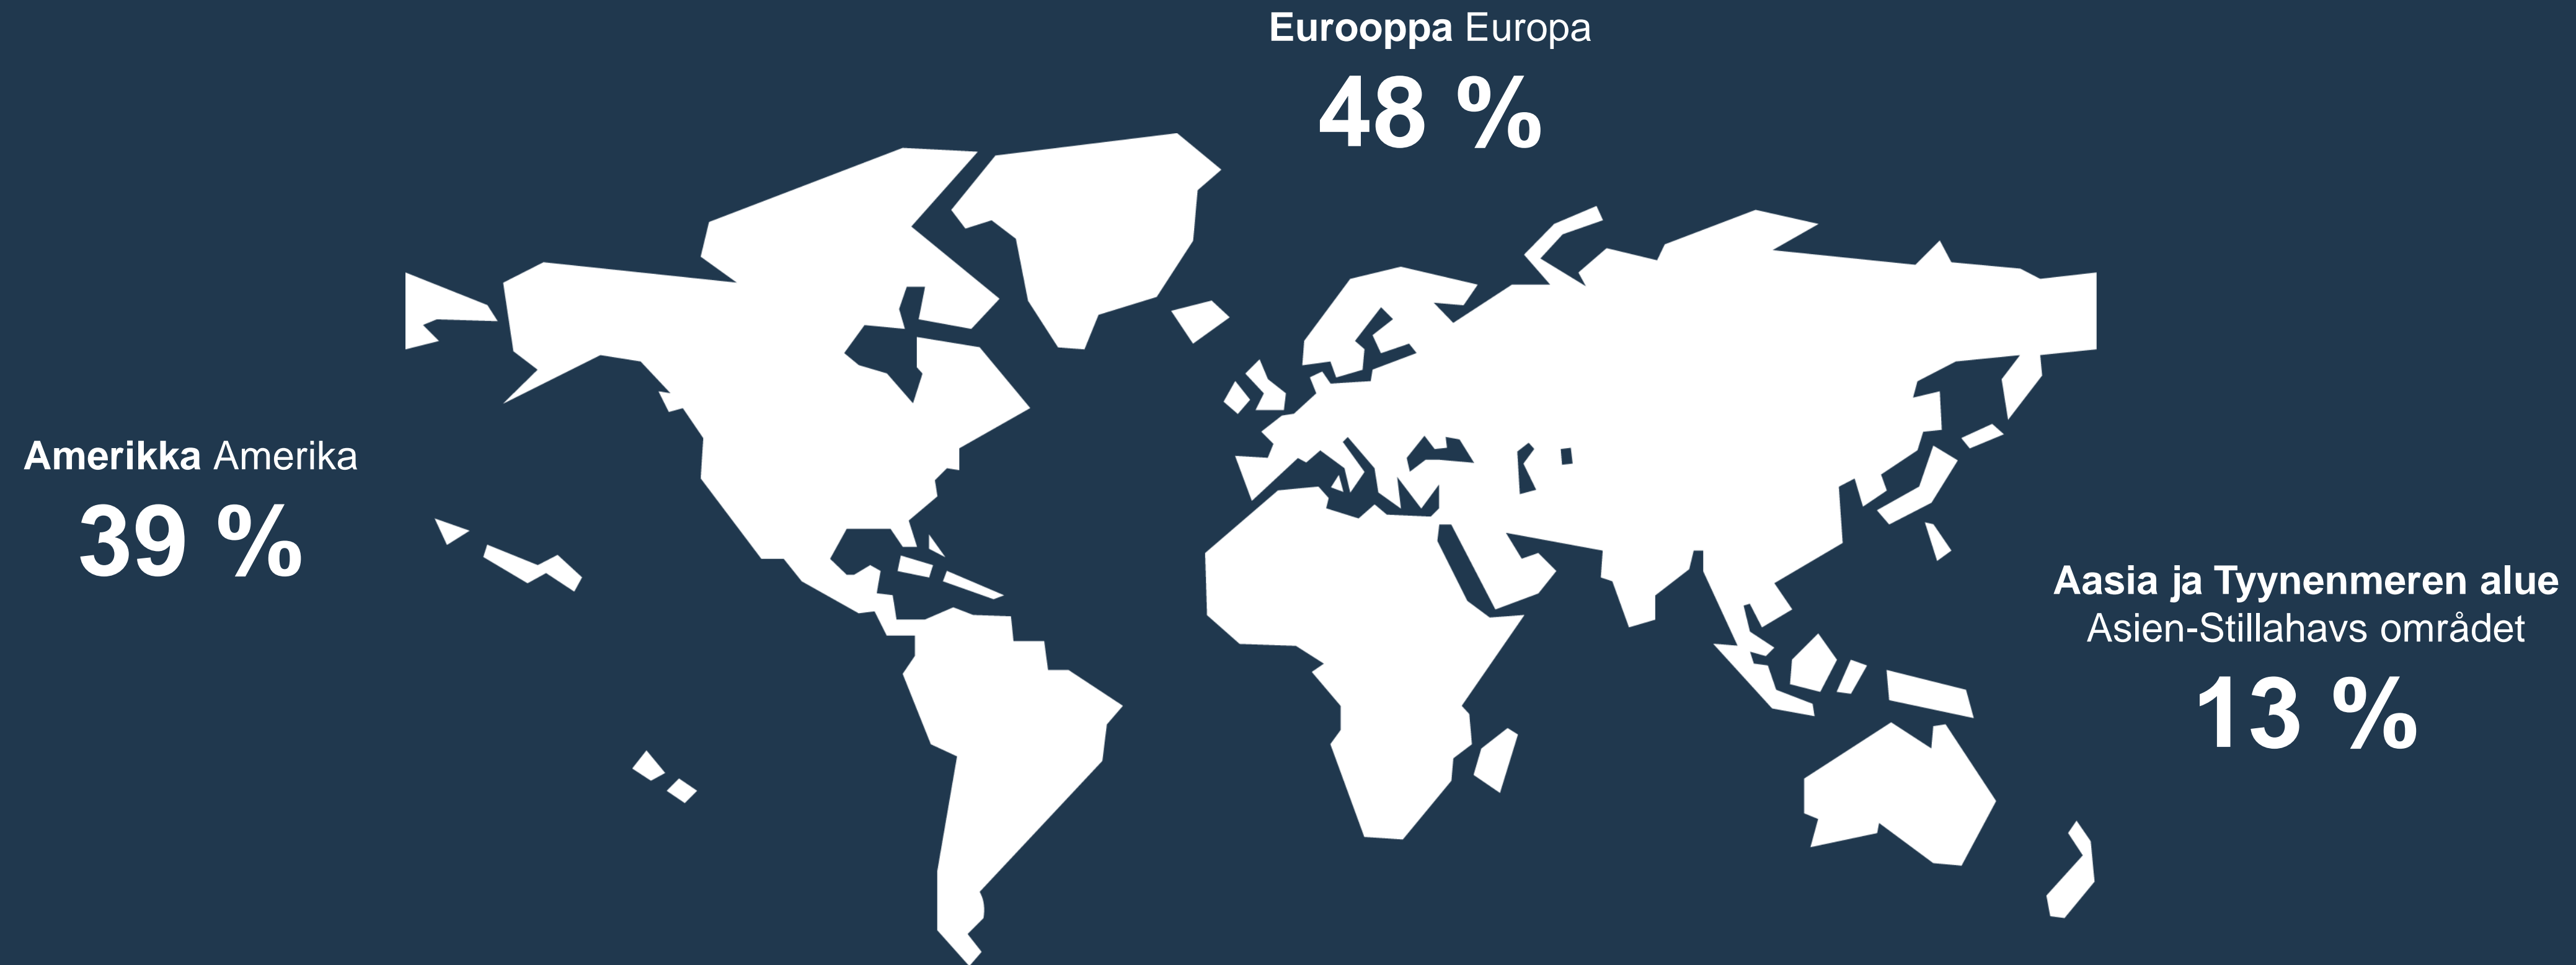 Eurooppa Europa
48 %
Amerikka Amerika
39 %
Aasia ja Tyynenmeren alue
Asien-Stillahavs området
13 %